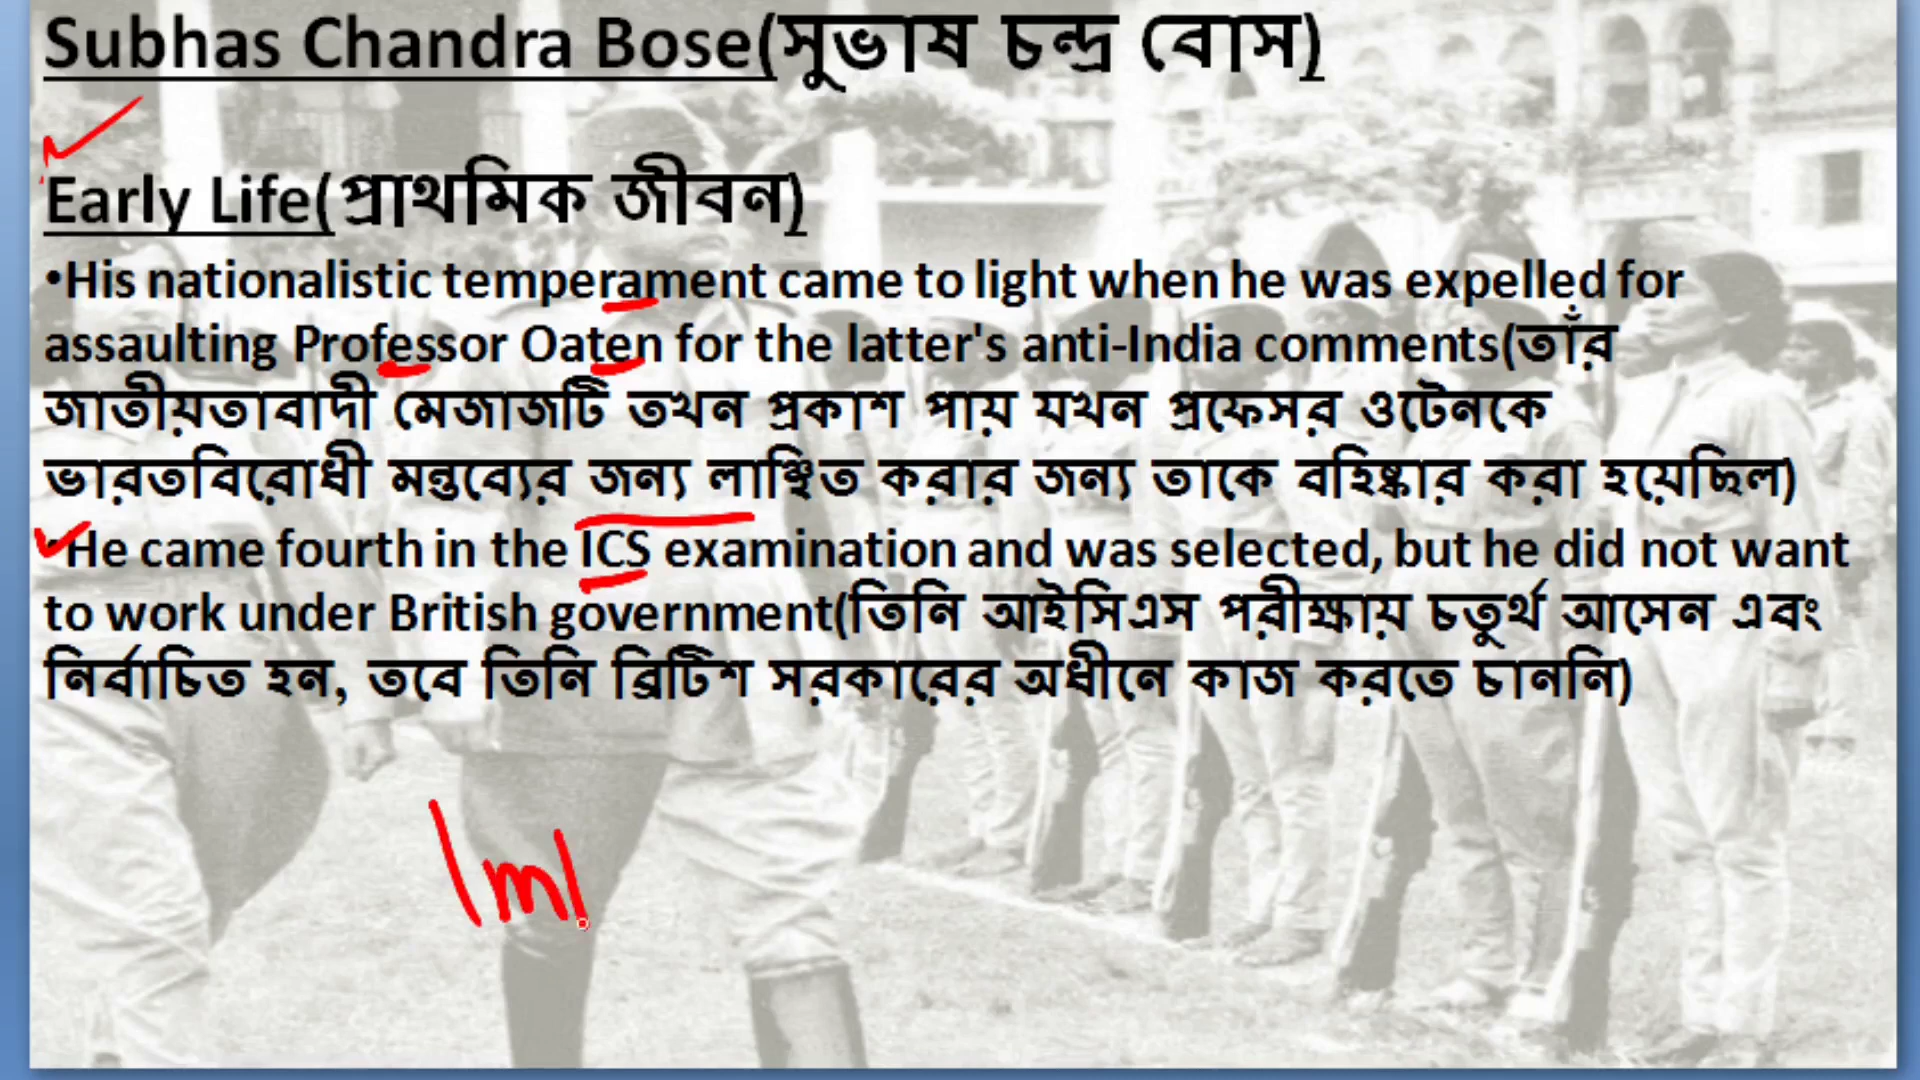 Subhas Chandra Bose(সুভাষ চন্দ্র বোস)
Early Life(প্রাথমিক জীবন)
•His nationalistic temperament came to light when he was expelled for
assaulting Professor Oaten for the latter's anti-India comments(তাঁর
জাতীয়তাবাদী মেজাজটি তখন প্রকাশ পায় যখন প্রফেসর ওটেনকে
ভারতবিরোধী মন্তব্যের জন্য লাঞ্ছিত করার জন্য তাকে বহিষ্কার করা হয়েছিল)
•He came fourth in the ICS examination and was selected, but he did not want
to work under British government(তিনি আইসিএস পরীক্ষায় চতুর্থ আসেন এবং
নির্বাচিত হন, তবে তিনি ব্রিটিশ সরকারের অধীনে কাজ করতে চাননি)